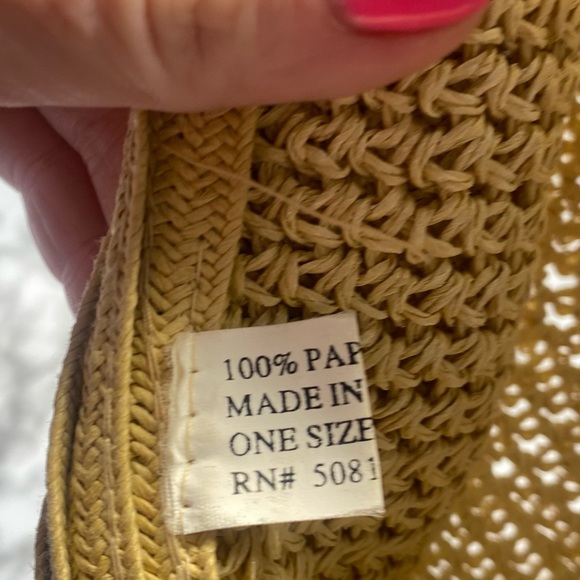 100% PAP
MADE IN
ONE SIZE
RN# 5081